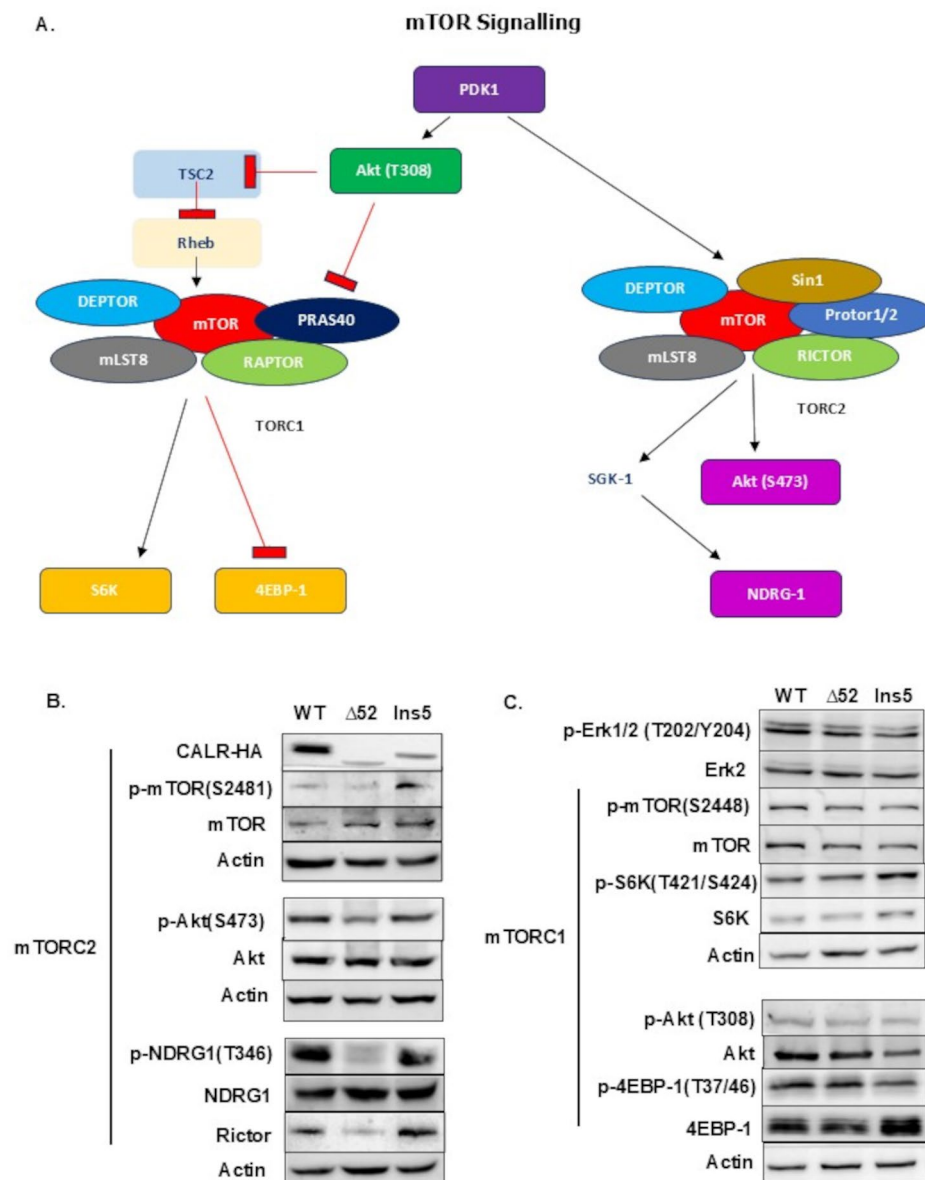 A.
mTOR Signalling
PDK1
Akt (T308)
TSC2
Rheb
DEPTOR
mTOR
PRAS40
mLST8
RAPTOR
TORC1
S6K
4EBP-1
DEPTOR
Sin1
mTOR
Protor1/2
mLST8
RICTOR
TORC2
SGK-1
Akt (S473)
NDRG-1
B.
WT Δ52 Ins5
mTORC2
CALR-HA
p-mTOR(S2481)
mTOR
Actin
p-Akt(S473)
Akt
Actin
p-NDRG1(T346)
NDRG1
Rictor
Actin
C.
WT Δ52 Ins5
p-Erk1/2 (T202/Y204)
Erk2
mTORC1
p-mTOR(S2448)
mTOR
p-S6K(T421/S424)
S6K
Actin
p-Akt (T308)
Akt
p-4EBP-1(T37/46)
4EBP-1
Actin